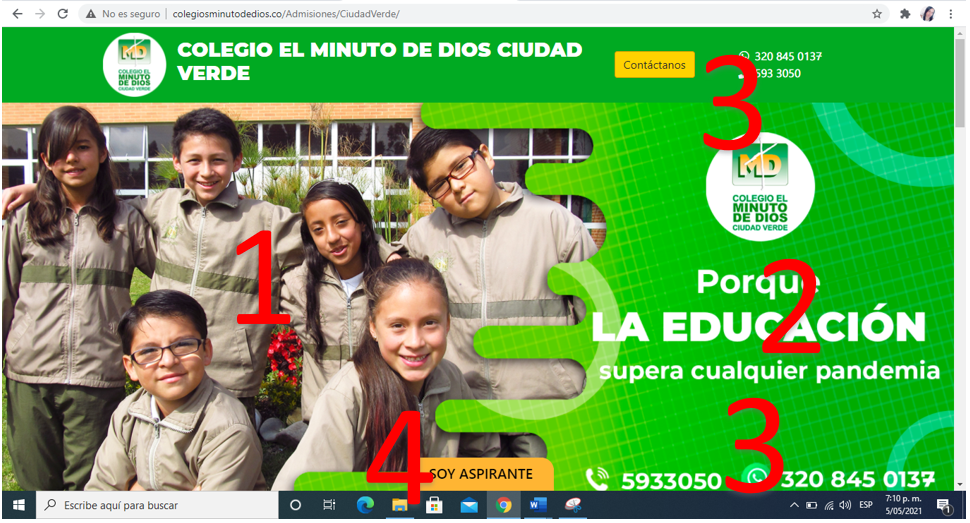 No es seguro | colegiosminutodedios.co/Admisiones/CiudadVerde/
MD
COLEGIO EL
MINUTO
DE DIOS
CIUDAD VERDE
COLEGIO EL MINUTO DE DIOS CIUDAD
VERDE
Contáctanos
320 845 0137
593 3050
3
MD
COLEGIO EL
MINUTO
DE DIOS
CIUDAD VERDE
1
Porque
2
LA EDUCACIÓN
supera cualquier pandemia
3
4
SOY ASPIRANTE
5933050
320 845 0137
Escribe aquí para buscar
ESP
7:10 p. m.
5/05/2021
1